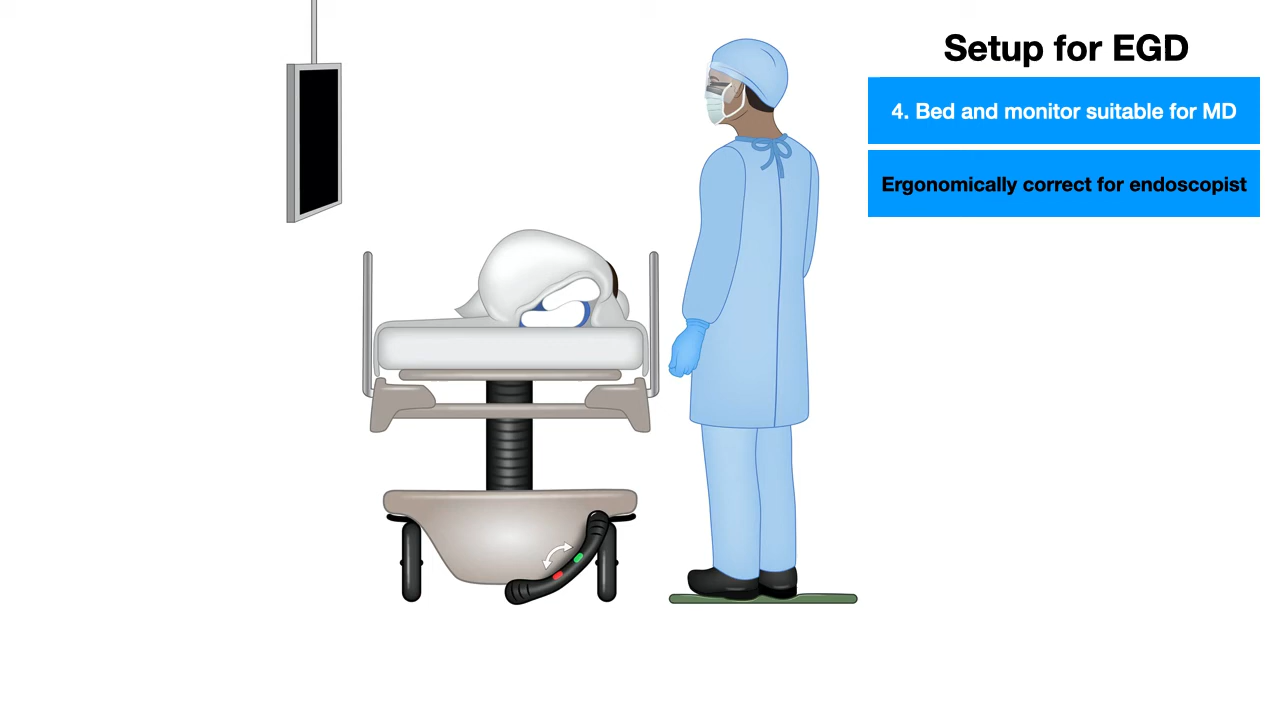 Setup for EGD
4. Bed and monitor suitable for MD
Ergonomically correct for endoscopist